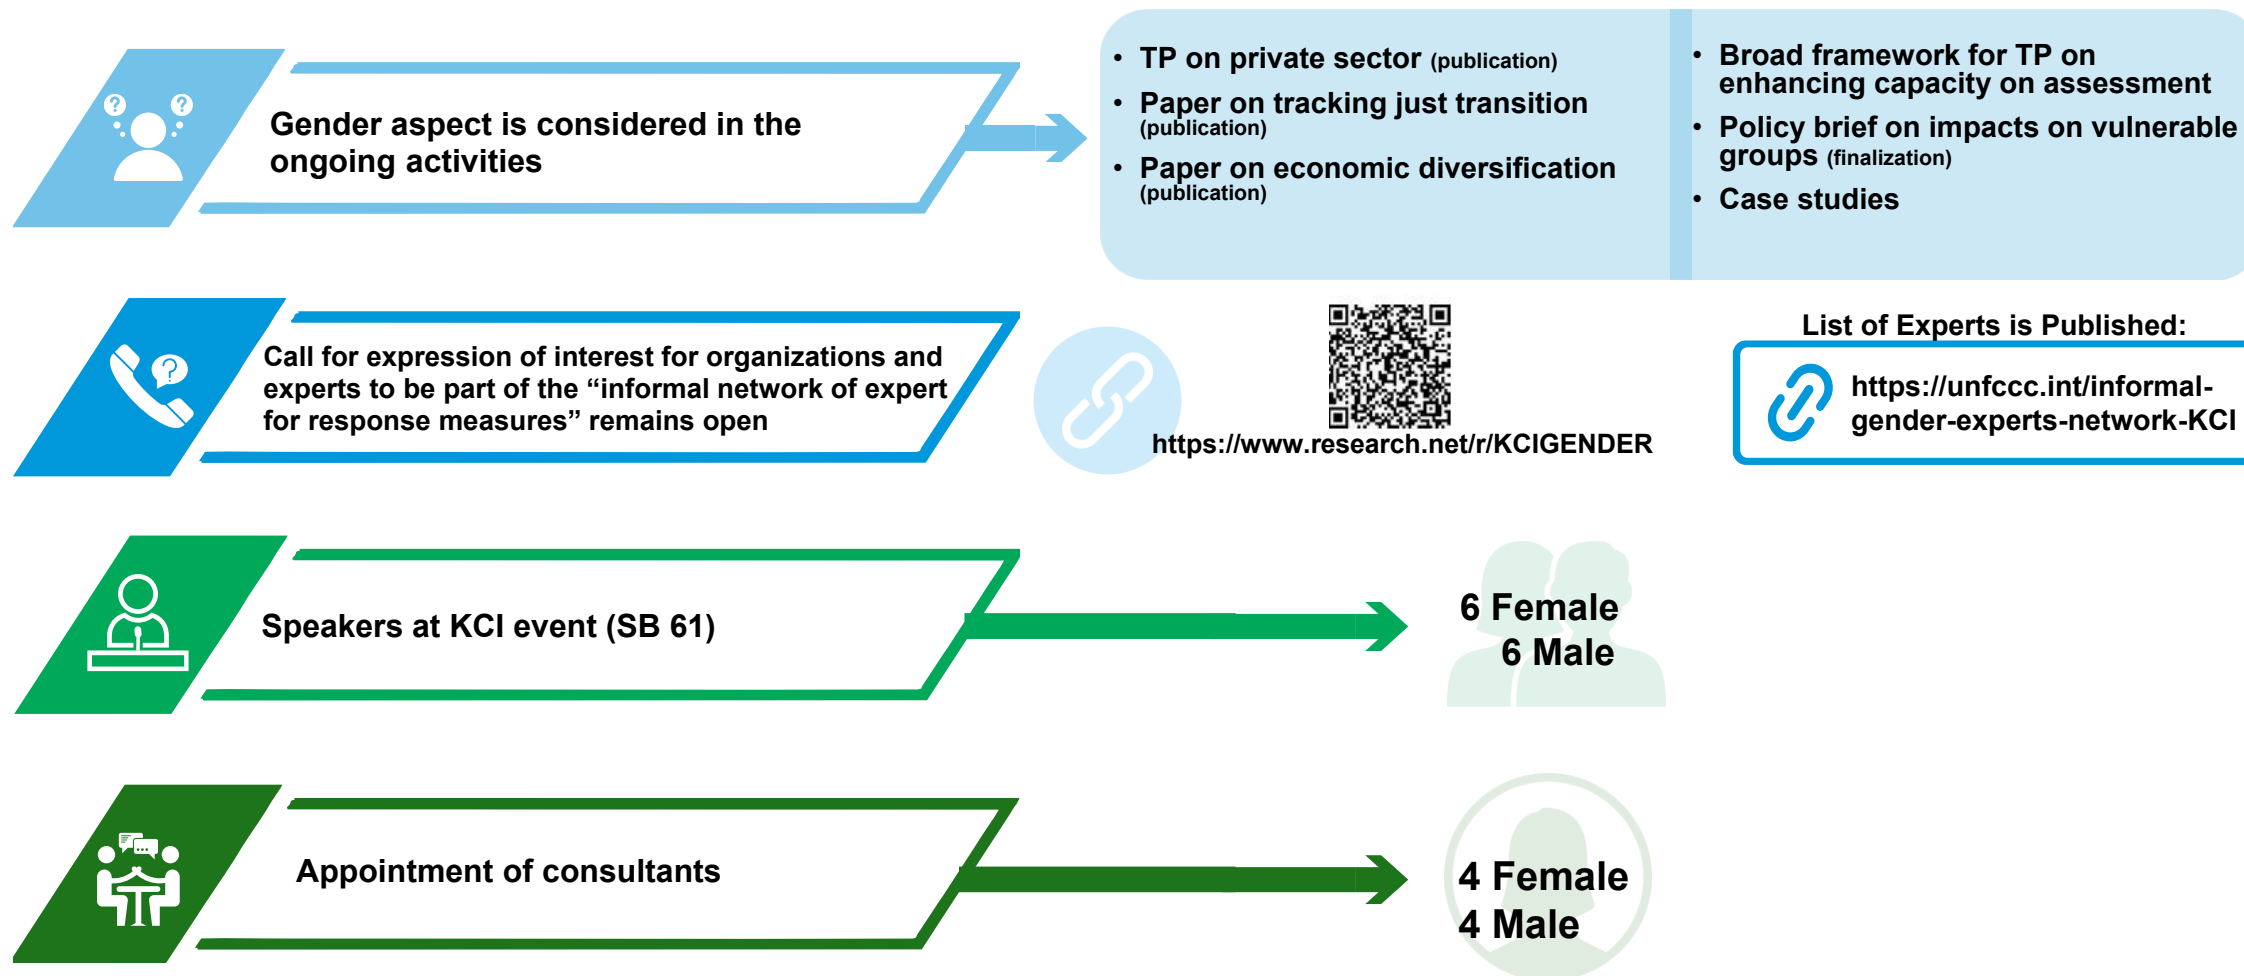 Gender aspect is considered in the
ongoing activities
• TP on private sector (publication)
• Paper on tracking just transition
(publication)
• Paper on economic diversification
(publication)
• Broad framework for TP on
enhancing capacity on assessment
• Policy brief on impacts on vulnerable
groups (finalization)
• Case studies
Call for expression of interest for organizations and
experts to be part of the “informal network of expert
for response measures” remains open
https://www.research.net/r/KCIGENDER
List of Experts is Published:
https://unfccc.int/informal-
gender-experts-network-KCI
Speakers at KCI event (SB 61)
6 Female
6 Male
Appointment of consultants
4 Female
4 Male